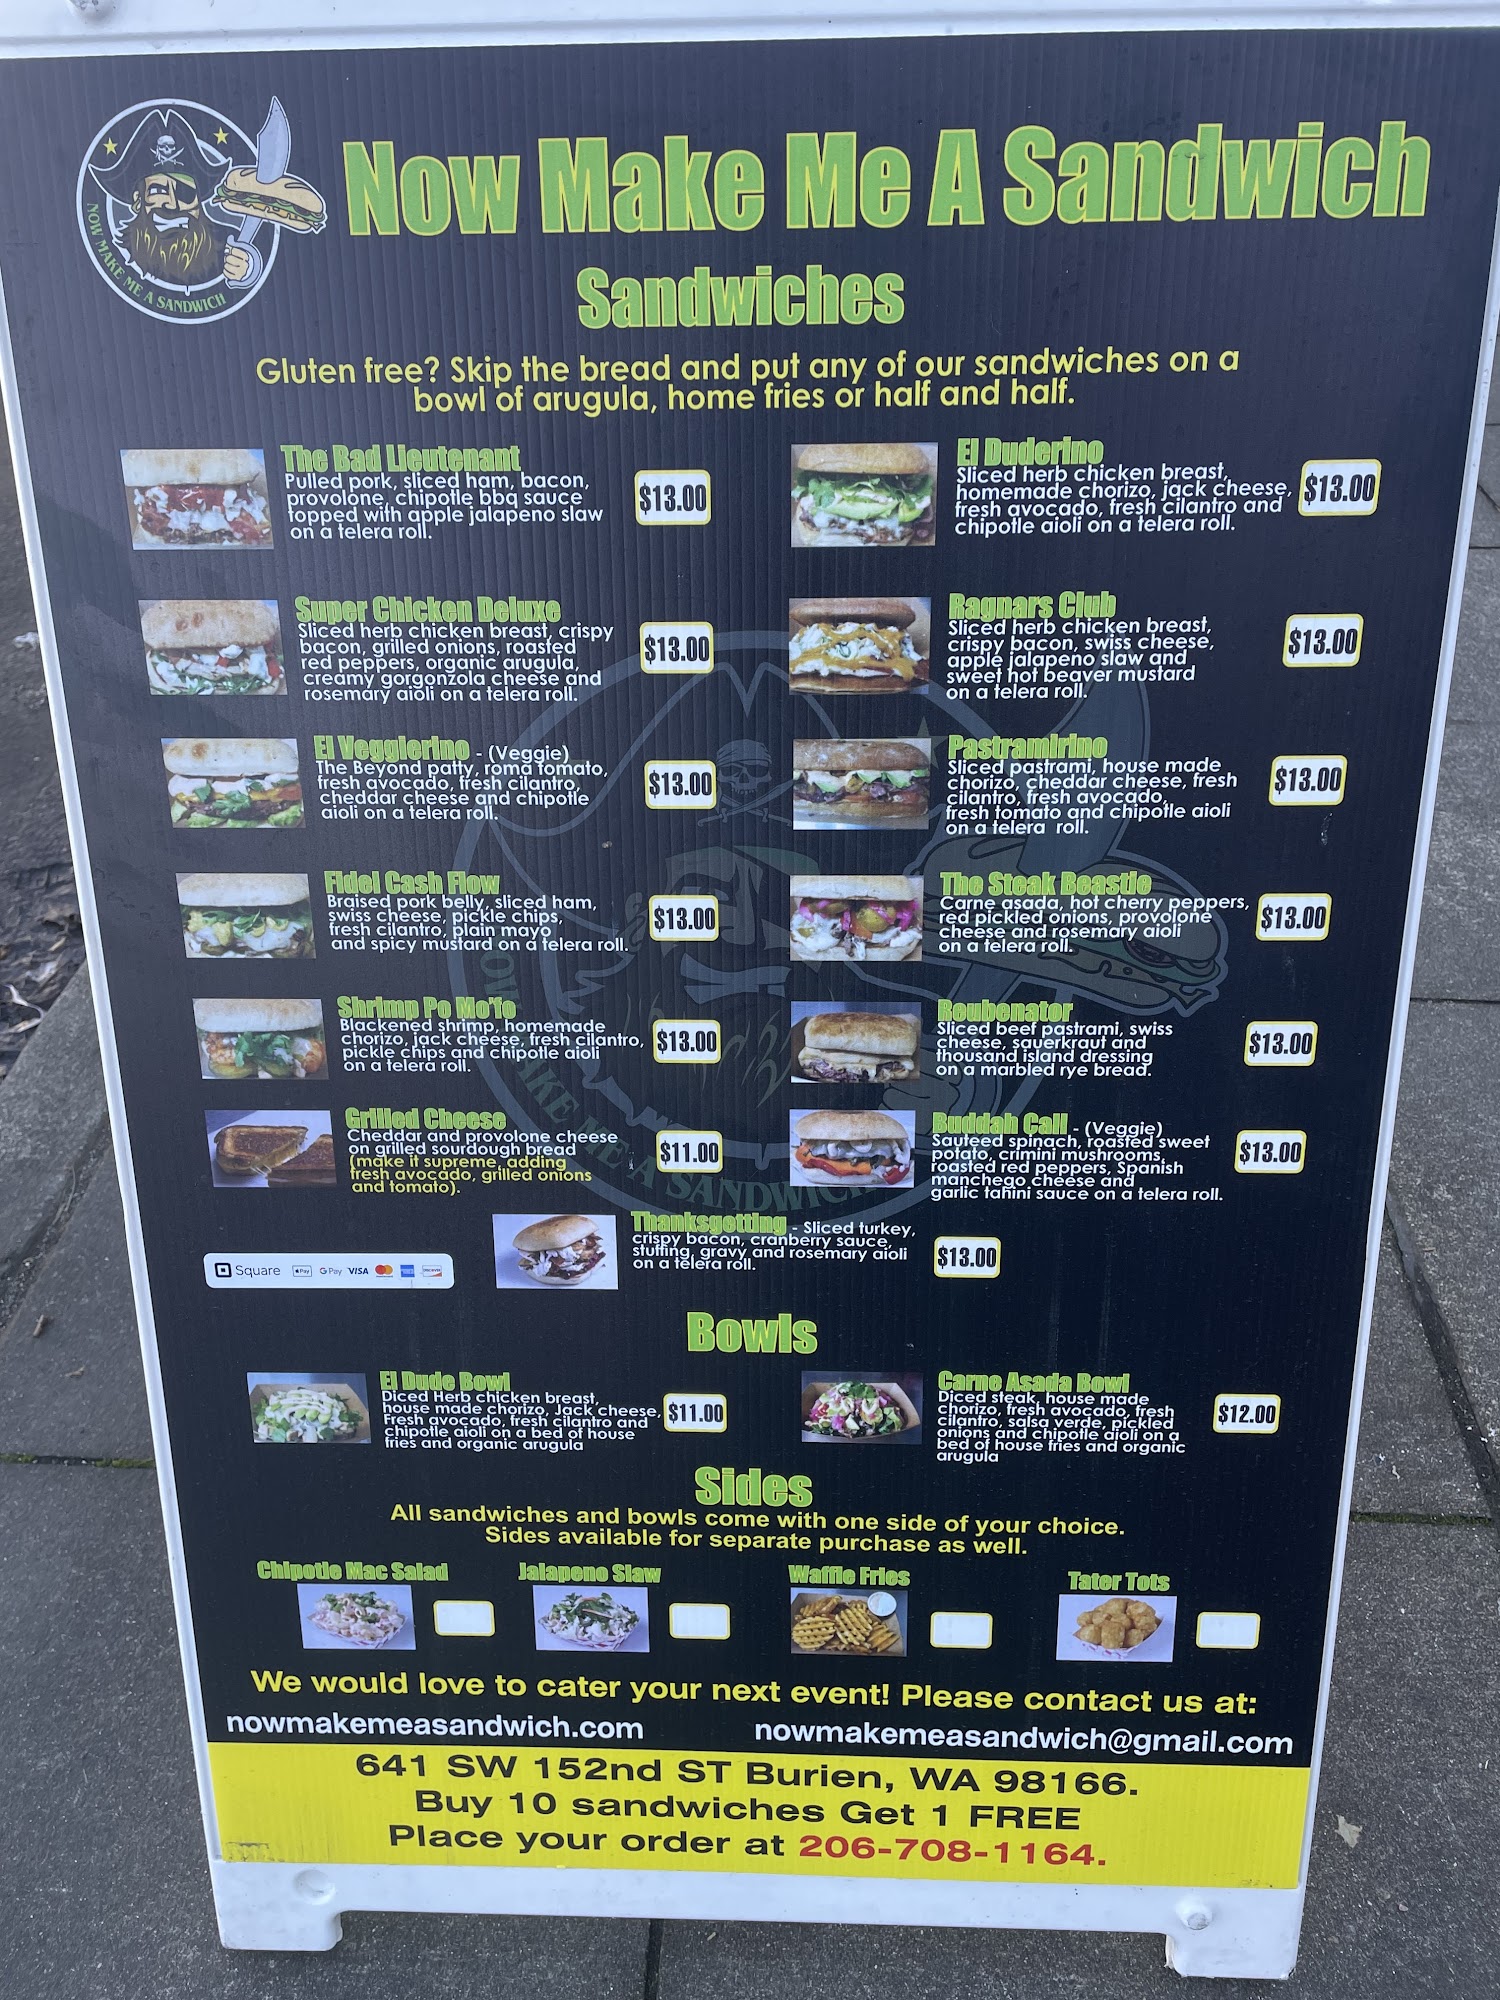 NOW MAKE ME A SANDWICH
Now Make Me A Sandwich
Sandwiches
Gluten free? Skip the bread and put any of our sandwiches on a
bowl of arugula, home fries or half and half.
The Bad Lieutenant
Pulled pork, sliced ham, bacon,
provolone, chipotle bbq sauce
topped with apple jalapeno slaw
on a telera roll.
$13.00
El Duderino
Sliced herb chicken breast,
homemade chorizo, jack cheese,
fresh avocado, fresh cilantro and
chipotle aioli on a telera roll.
$13.00
Super Chicken Deluxe
Sliced herb chicken breast, crispy
bacon, grilled onions, roasted
red peppers, organic arugula,
creamy gorgonzola cheese and
rosemary aioli on a telera roll.
$13.00
Ragnars Club
Sliced herb chicken breast,
crispy bacon, swiss cheese,
apple jalapeno slaw and
sweet hot beaver mustard
on a telera roll.
$13.00
El Veggierino - (Veggie)
The Beyond patty, roma tomato,
fresh avocado, fresh cilantro,
cheddar cheese and chipotle
aioli on a telera roll.
$13.00
Pastramirino
Sliced pastrami, house made
chorizo, cheddar cheese, fresh
cilantro, fresh avocado,
fresh tomato and chipotle aioli
on a telera roll.
$13.00
Fidel Cash Flow
Braised pork belly, sliced ham,
swiss cheese, pickle chips,
fresh cilantro, plain mayo
and spicy mustard on a telera roll.
$13.00
The Steak Beastie
Carne asada, hot cherry peppers,
red pickled onions, provolone
cheese and rosemary aioli
on a telera roll.
$13.00
Shrimp Po Mo'fo
Blackened shrimp, homemade
chorizo, jack cheese, fresh cilantro,
pickle chips and chipotle aioli
on a telera roll.
$13.00
Reubenator
Sliced beef pastrami, swiss
cheese, sauerkraut and
thousand island dressing
on a marbled rye bread.
$13.00
Grilled Cheese
Cheddar and provolone cheese
on grilled sourdough bread
(make it supreme, adding
fresh avocado, grilled onions
and tomato).
$11.00
Buddah Call - (Veggie)
Sauteed spinach, roasted sweet
potato, crimini mushrooms,
roasted red peppers, Spanish
manchego cheese and
garlic tahini sauce on a telera roll.
$13.00
Thanksgetting - Sliced turkey,
crispy bacon, cranberry sauce,
stuffing, gravy and rosemary aioli
on a telera roll.
$13.00
Square Pay G Pay VISA
Bowls
El Dude Bowl
Diced Herb chicken breast,
house made chorizo, Jack cheese,
Fresh avocado, fresh cilantro and
chipotle aioli on a bed of house
fries and organic arugula
$11.00
Carne Asada Bowl
Diced steak, house made
chorizo, fresh avocado, fresh
cilantro, salsa verde, pickled
onions and chipotle aioli on a
bed of house fries and organic
arugula
$12.00
Sides
All sandwiches and bowls come with one side of your choice.
Sides available for separate purchase as well.
Chipotle Mac Salad
Jalapeno Slaw
Waffle Fries
Tater Tots
We would love to cater your next event! Please contact us at:
nowmakemeasandwich.com nowmakemeasandwich@gmail.com
641 SW 152nd ST Burien, WA 98166.
Buy 10 sandwiches Get 1 FREE
Place your order at 206-708-1164.